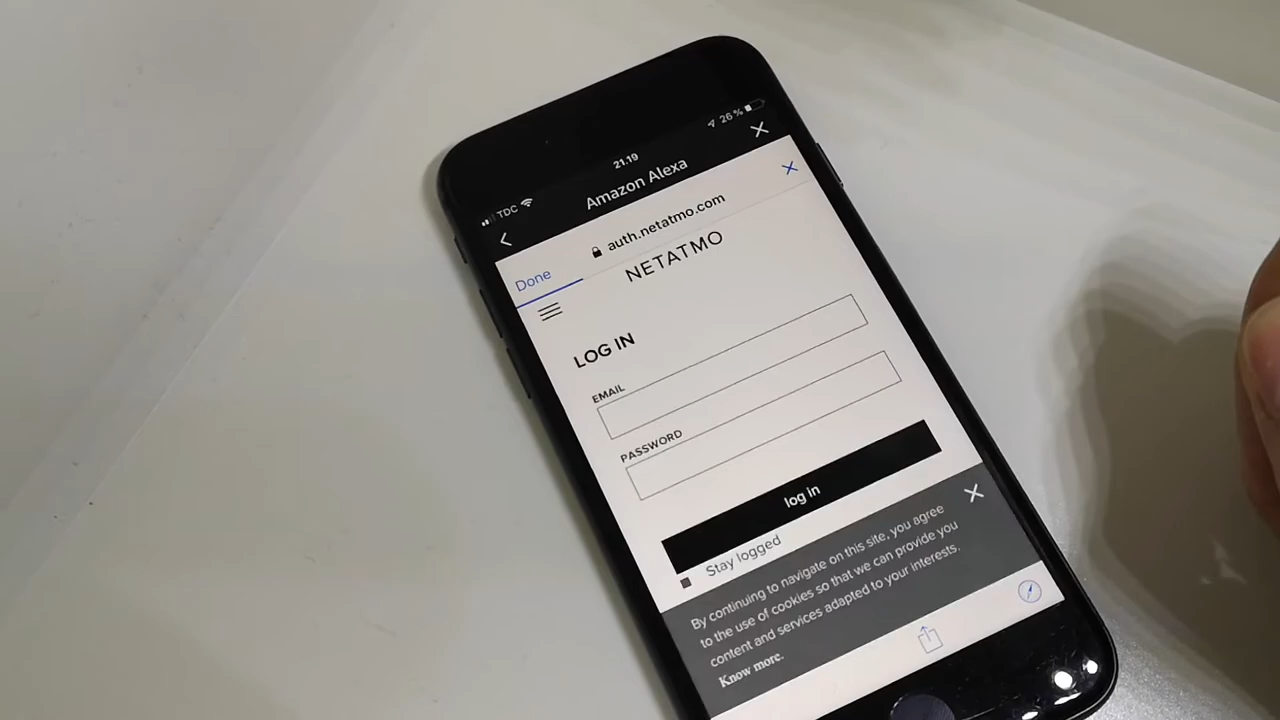 TDC
21.19
26 %
Amazon Alexa
Done
auth.netatmo.com
NETATMO
LOG IN
EMAIL
PASSWORD
log in
Stay logged
By continuing to navigate on this site, you agree
to the use of cookies so that we can provide you
content and services adapted to your interests.
Know more.